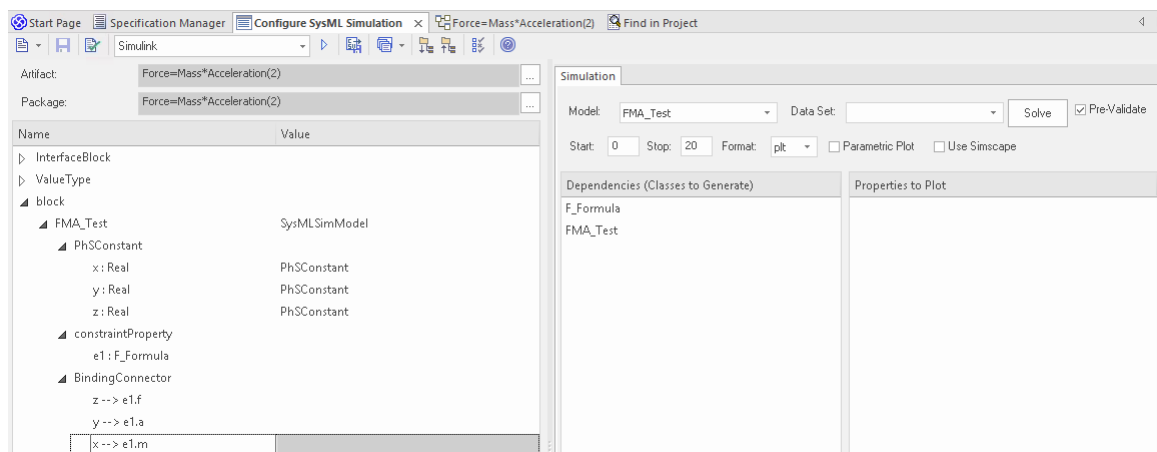 Start Page Specification Manager Configure SysML Simulation × Force=Mass*Acceleration(2) Find in Project
Simulink
Artifact: Force=Mass*Acceleration(2) ...
Package: Force=Mass*Acceleration(2) ...
Name Value
InterfaceBlock
ValueType
block
FMA_Test SysMLSimModel
PhSConstant
x : Real PhSConstant
y : Real PhSConstant
z : Real PhSConstant
constraintProperty
e1 : F_Formula
BindingConnector
z --> e1.f
y --> e1.a
x --> e1.m
Simulation
Model: FMA_Test Data Set: Solve Pre-Validate
Start: 0 Stop: 20 Format: plt Parametric Plot Use Simscape
Dependencies (Classes to Generate) Properties to Plot
F_Formula
FMA_Test